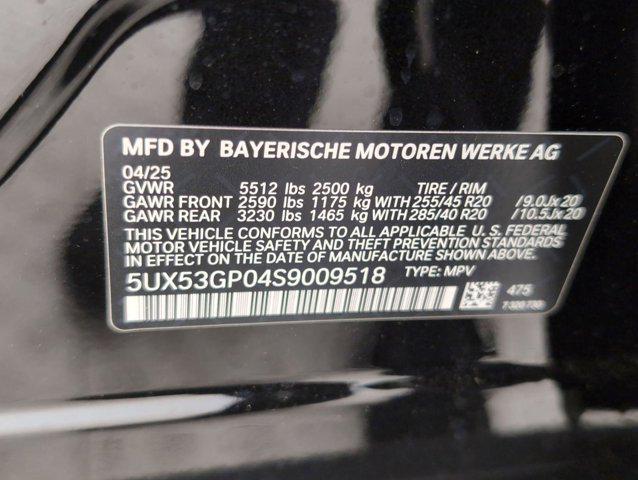 MFD BY BAYERISCHE MOTOREN WERKE AG
04/25
GVWR 5512 lbs 2500 kg TIRE / RIM
GAWR FRONT 2590 lbs 1175 kg WITH 255/45 R20 /9.0Jx20
GAWR REAR 3230 lbs 1465 kg WITH 285/40 R20 /10.5Jx20
THIS VEHICLE CONFORMS TO ALL APPLICABLE U.S. FEDERAL
MOTOR VEHICLE SAFETY AND THEFT PREVENTION STANDARDS
IN EFFECT ON THE DATE OF MANUFACTURE SHOWN ABOVE.
5UX53GP04S9009518 TYPE: MPV
475